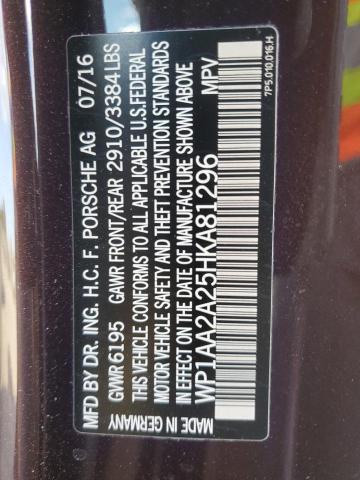 MFD BY DR. ING. H.C. F. PORSCHE AG 07/16
GWVR 6195 GAWR FRONT/REAR 2910/3384LBS
THIS VEHICLE CONFORMS TO ALL APPLICABLE U.S.FEDERAL
MOTOR VEHICLE SAFETY AND THEFT PREVENTION STANDARDS
IN EFFECT ON THE DATE OF MANUFACTURE SHOWN ABOVE
WP1AA2A25HKA81296 MPV
MADE IN GERMANY
7P5.010.016.H